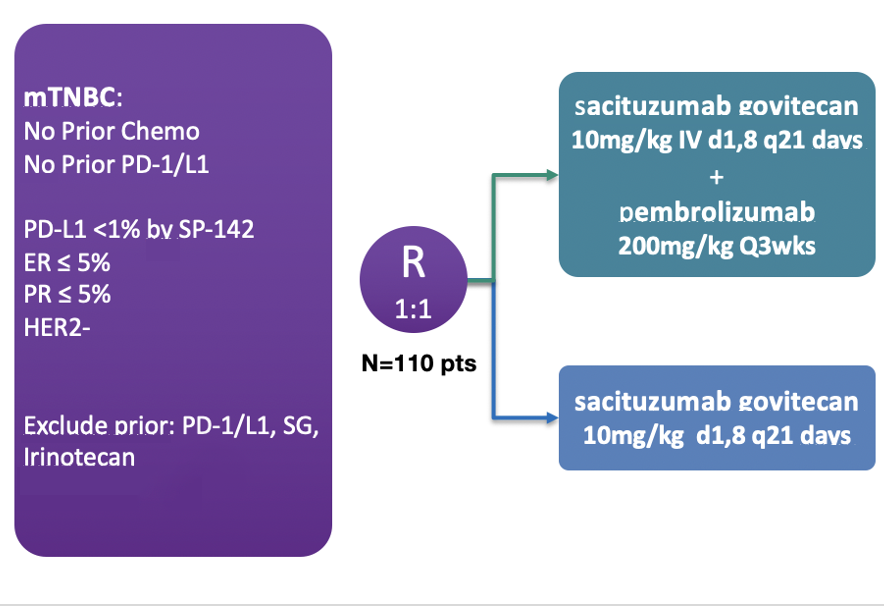 mTNBC:
No Prior Chemo
No Prior PD-1/L1
PD-L1 <1% by SP-142
ER ≤ 5%
PR ≤ 5%
HER2-
Exclude prior: PD-1/L1, SG,
Irinotecan
R
1:1
N=110 pts
sacituzumab govitecan
10mg/kg IV d1,8 q21 days
+
pembrolizumab
200mg/kg Q3wks
sacituzumab govitecan
10mg/kg d1,8 q21 days